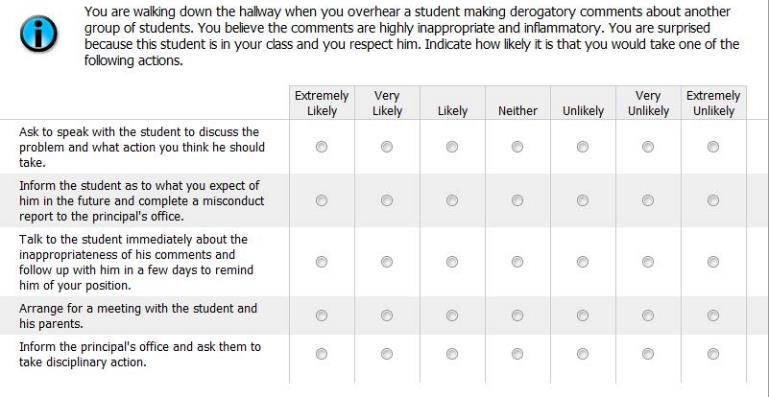 You are walking down the hallway when you overhear a student making derogatory comments about another
group of students. You believe the comments are highly inappropriate and inflammatory. You are surprised
because this student is in your class and you respect him. Indicate how likely it is that you would take one of the
following actions.
Extremely Likely
Very Likely
Likely
Neither
Unlikely
Very Unlikely
Extremely Unlikely
Ask to speak with the student to discuss the
problem and what action you think he should
take.
Inform the student as to what you expect of
him in the future and complete a misconduct
report to the principal's office.
Talk to the student immediately about the
inappropriateness of his comments and
follow up with him in a few days to remind
him of your position.
Arrange for a meeting with the student and
his parents.
Inform the principal's office and ask them to
take disciplinary action.